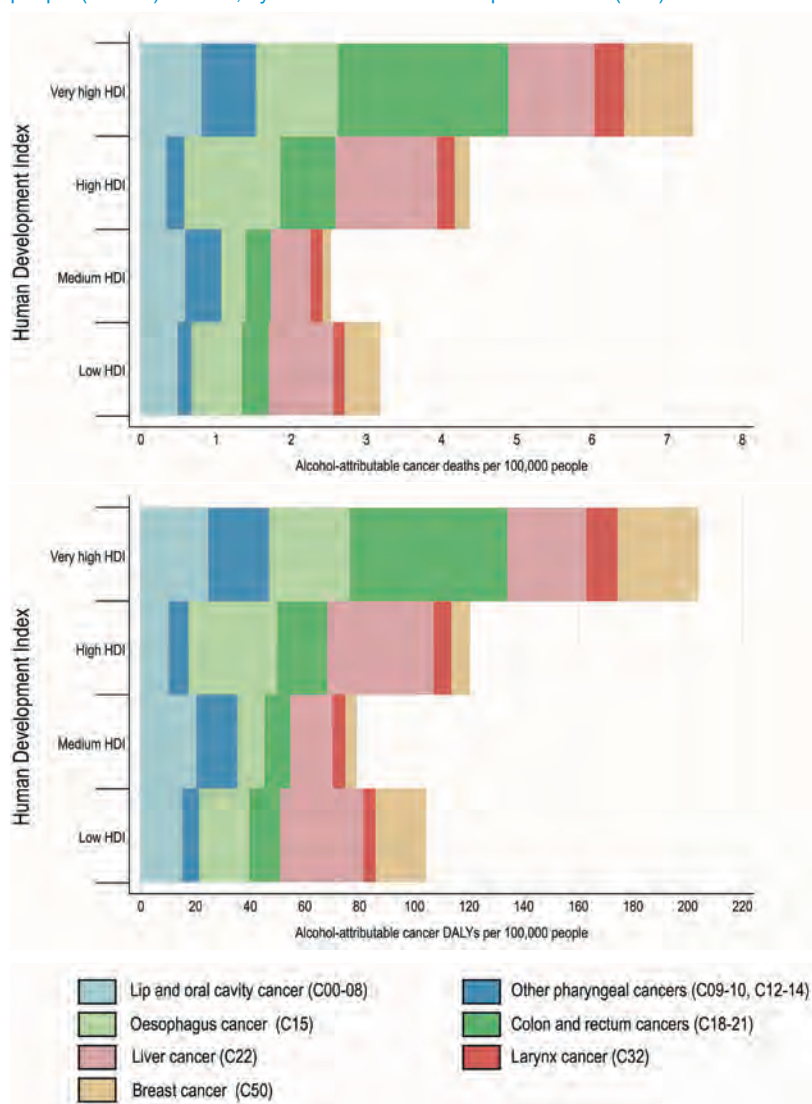 Human Development Index
Very high HDI
High HDI
Medium HDI
Low HDI
0 1 2 3 4 5 6 7 8
Alcohol-attributable cancer deaths per 100,000 people
Human Development Index
Very high HDI
High HDI
Medium HDI
Low HDI
0 20 40 60 80 100 120 140 160 180 200 220
Alcohol-attributable cancer DALYs per 100,000 people
Lip and oral cavity cancer (C00-08)
Other pharyngeal cancers (C09-10, C12-14)
Oesophagus cancer (C15)
Colon and rectum cancers (C18-21)
Liver cancer (C22)
Larynx cancer (C32)
Breast cancer (C50)